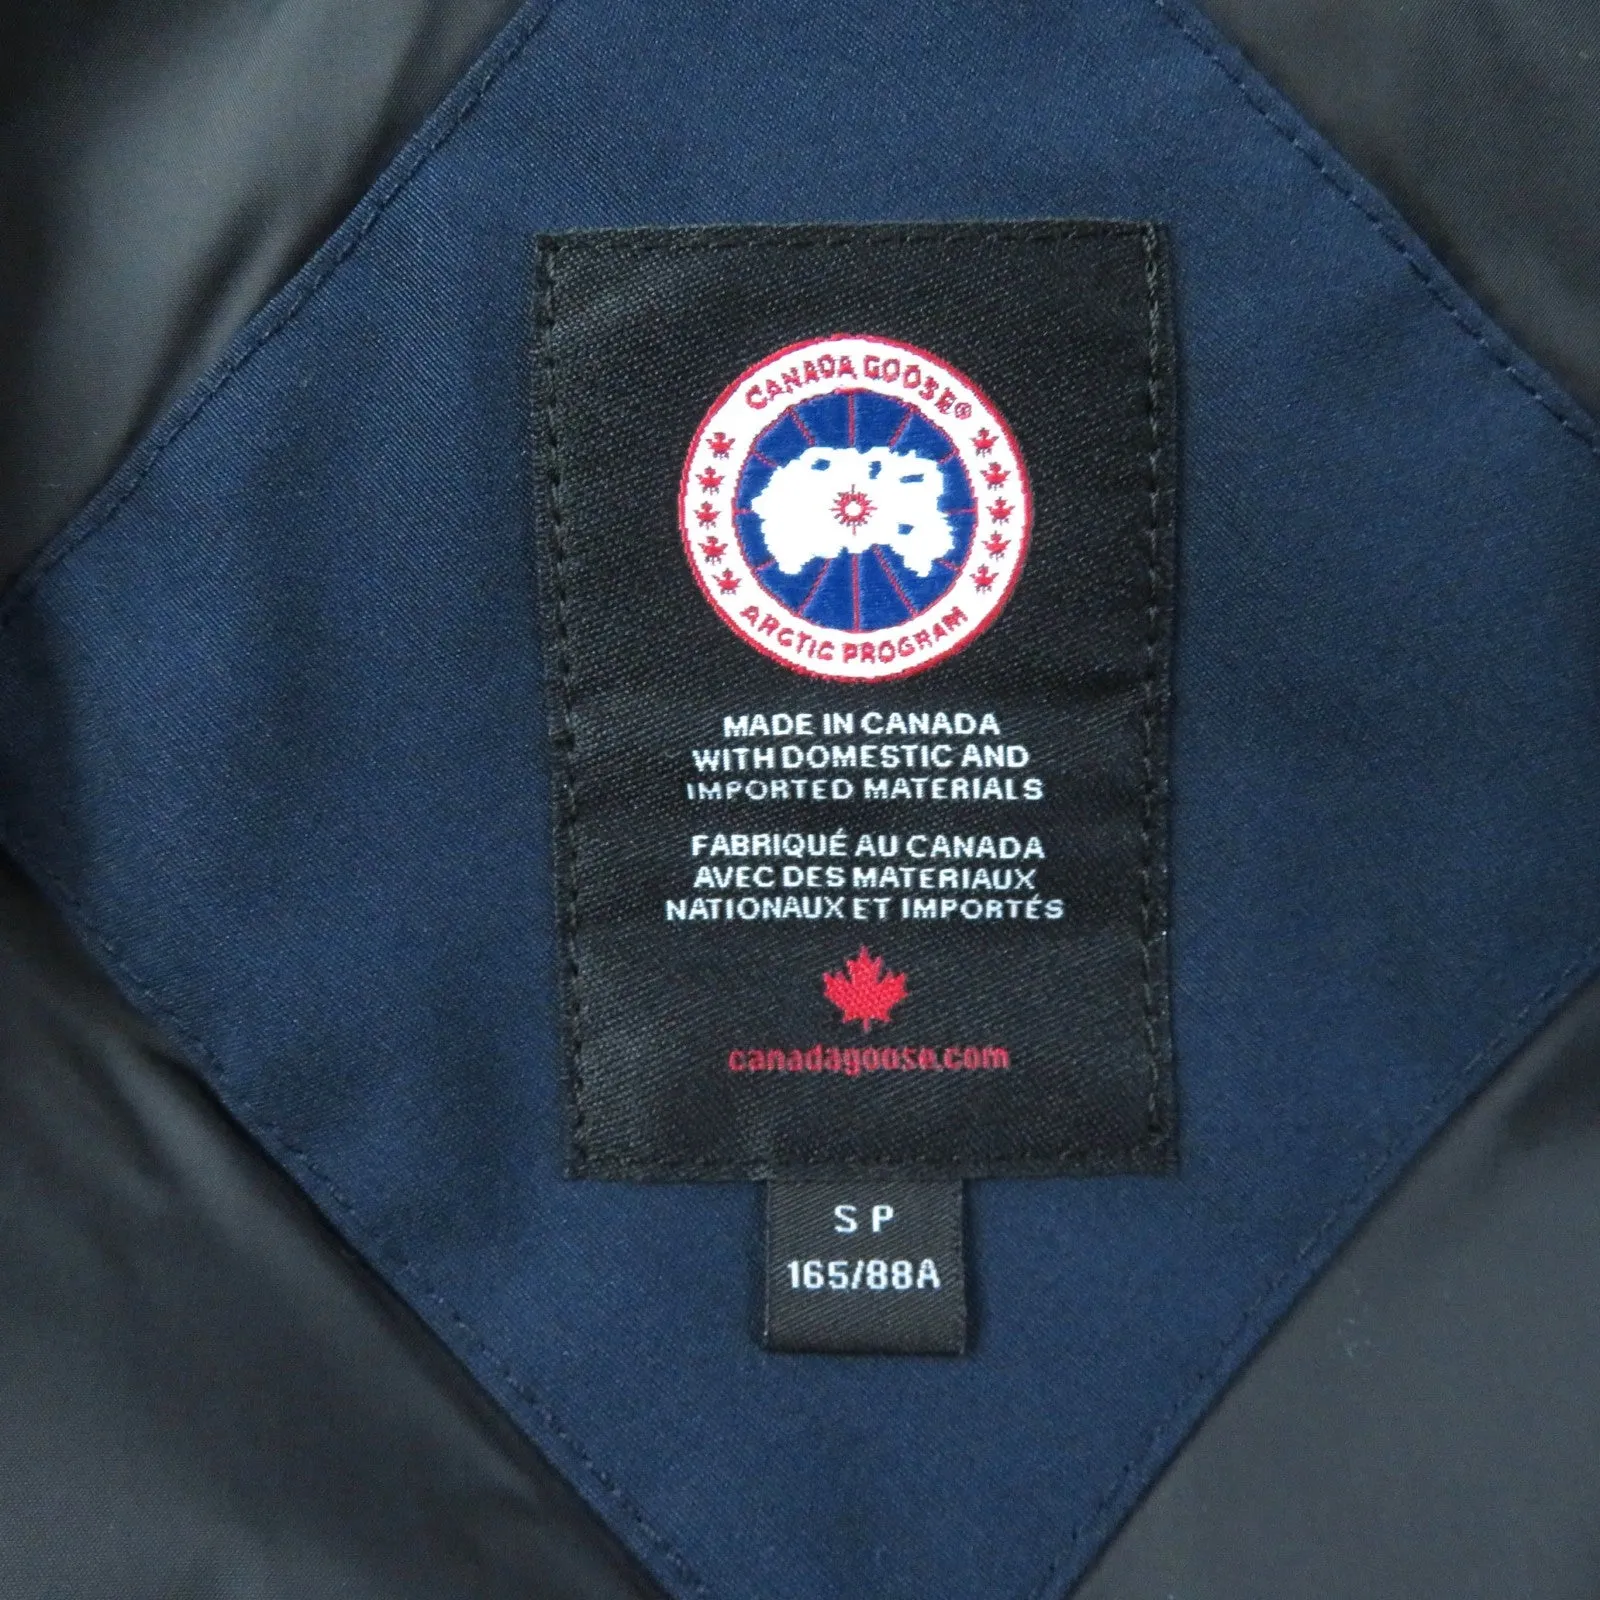 CANADA GOOSE®
ARCTIC PROGRAM
MADE IN CANADA
WITH DOMESTIC AND
IMPORTED MATERIALS
FABRIQUÉ AU CANADA
AVEC DES MATERIAUX
NATIONAUX ET IMPORTÉS
canadagoose.com
S P
165/88A